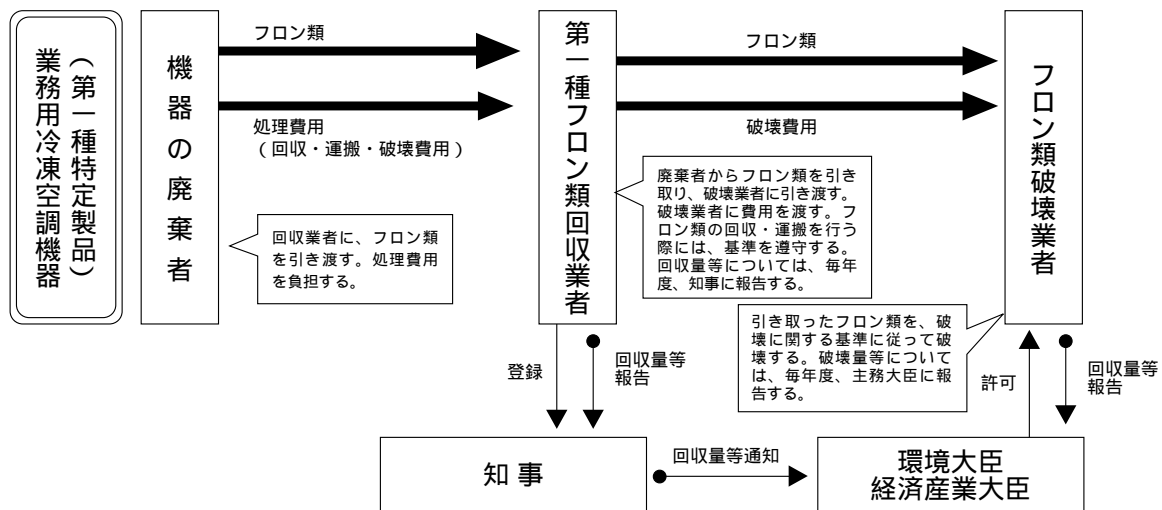 業務用冷凍空調機器
（第一種特定製品）
機器の廃棄者
フロン類
処理費用
（回収・運搬・破壊費用）
回収業者に、フロン類
を引き渡す。処理費用
を負担する。
第一種フロン類回収業者
フロン類
破壊費用
廃棄者からフロン類を引き
取り、破壊業者に引き渡す。
破壊業者に費用を渡す。フ
ロン類の回収・運搬を行う
際には、基準を遵守する。
回収量等については、毎年
度、知事に報告する。
フロン類破壊業者
引き取ったフロン類を、破
壊に関する基準に従って破
壊する。破壊量等について
は、毎年度、主務大臣に報
告する。
登録
回収量等
報告
許可
回収量等
報告
知事
回収量等通知
環境大臣
経済産業大臣